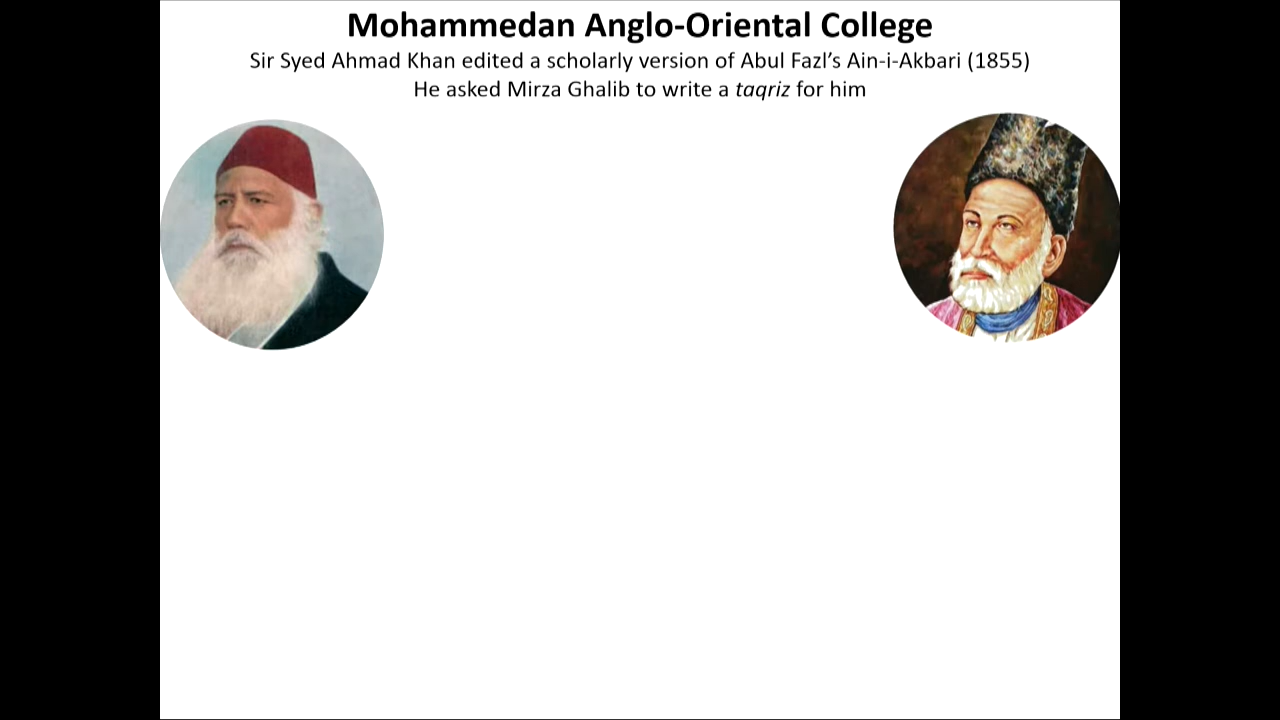 Mohammedan Anglo-Oriental College
Sir Syed Ahmad Khan edited a scholarly version of Abul Fazl’s Ain-i-Akbari (1855)
He asked Mirza Ghalib to write a taqriz for him